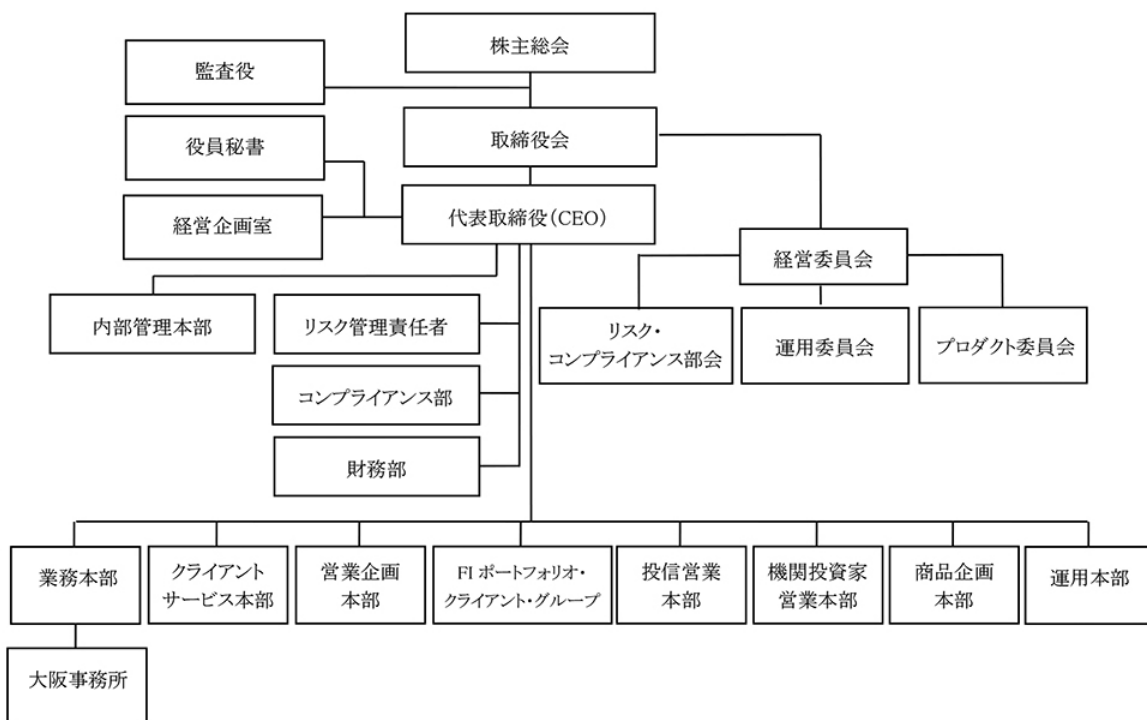 株主総会
監査役
取締役会
役員秘書
代表取締役(CEO)
経営企画室
経営委員会
内部管理本部
リスク管理責任者
リスク・
コンプライアンス部会
運用委員会
プロダクト委員会
コンプライアンス部
財務部
業務本部
クライアント
サービス本部
営業企画
本部
FI ポートフォリオ・
クライアント・グループ
投信営業
本部
機関投資家
営業本部
商品企画
本部
運用本部
大阪事務所